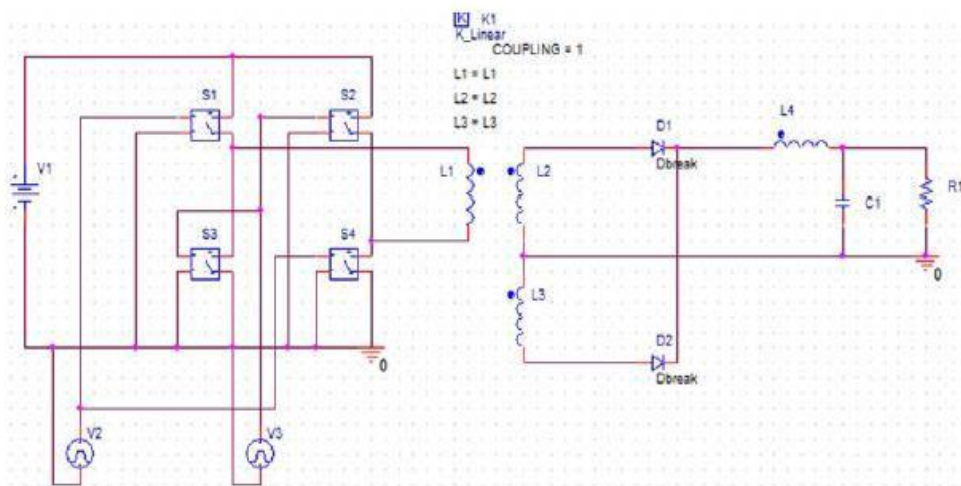 K K1
K_Linear
COUPLING = 1
L1 = L1
L2 = L2
L3 = L3
S1
S2
D1
L4
Dbreak
V1
L1
L2
C1
R1
S3
S4
0
L3
D2
0
Dbreak
V2
V3